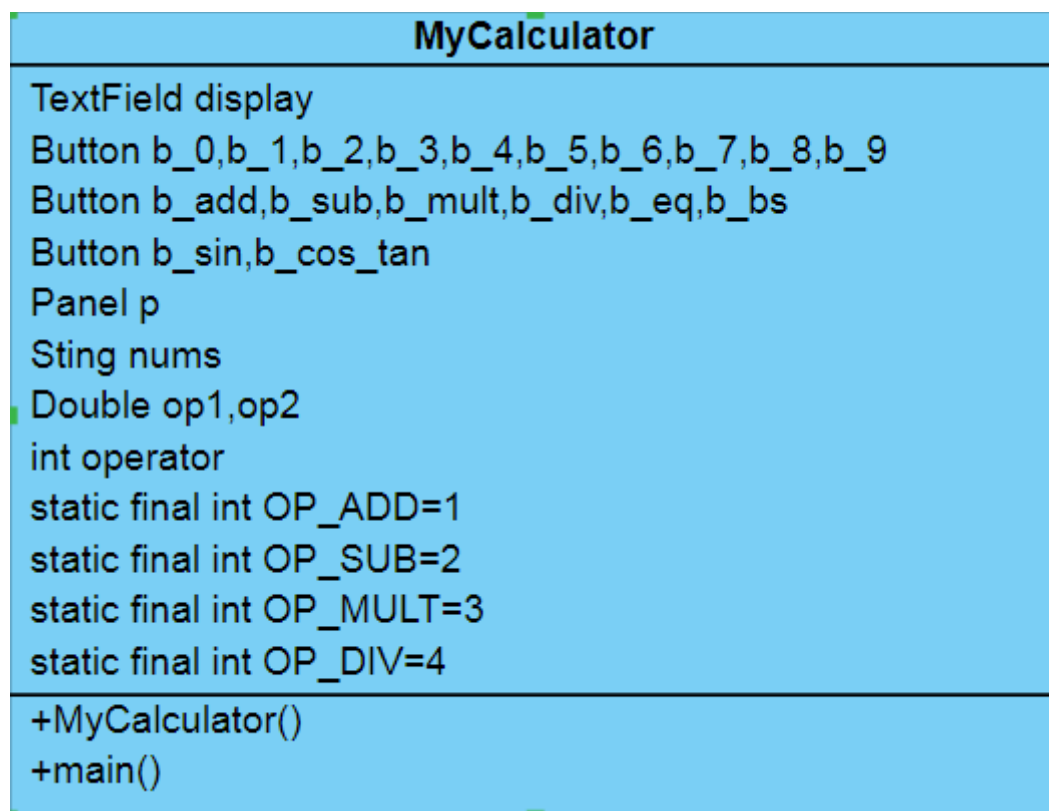 MyCalculator
TextField display
Button b_0,b_1,b_2,b_3,b_4,b_5,b_6,b_7,b_8,b_9
Button b_add,b_sub,b_mult,b_div,b_eq,b_bs
Button b_sin,b_cos_tan
Panel p
Sting nums
Double op1,op2
int operator
static final int OP_ADD=1
static final int OP_SUB=2
static final int OP_MULT=3
static final int OP_DIV=4
+MyCalculator()
+main()